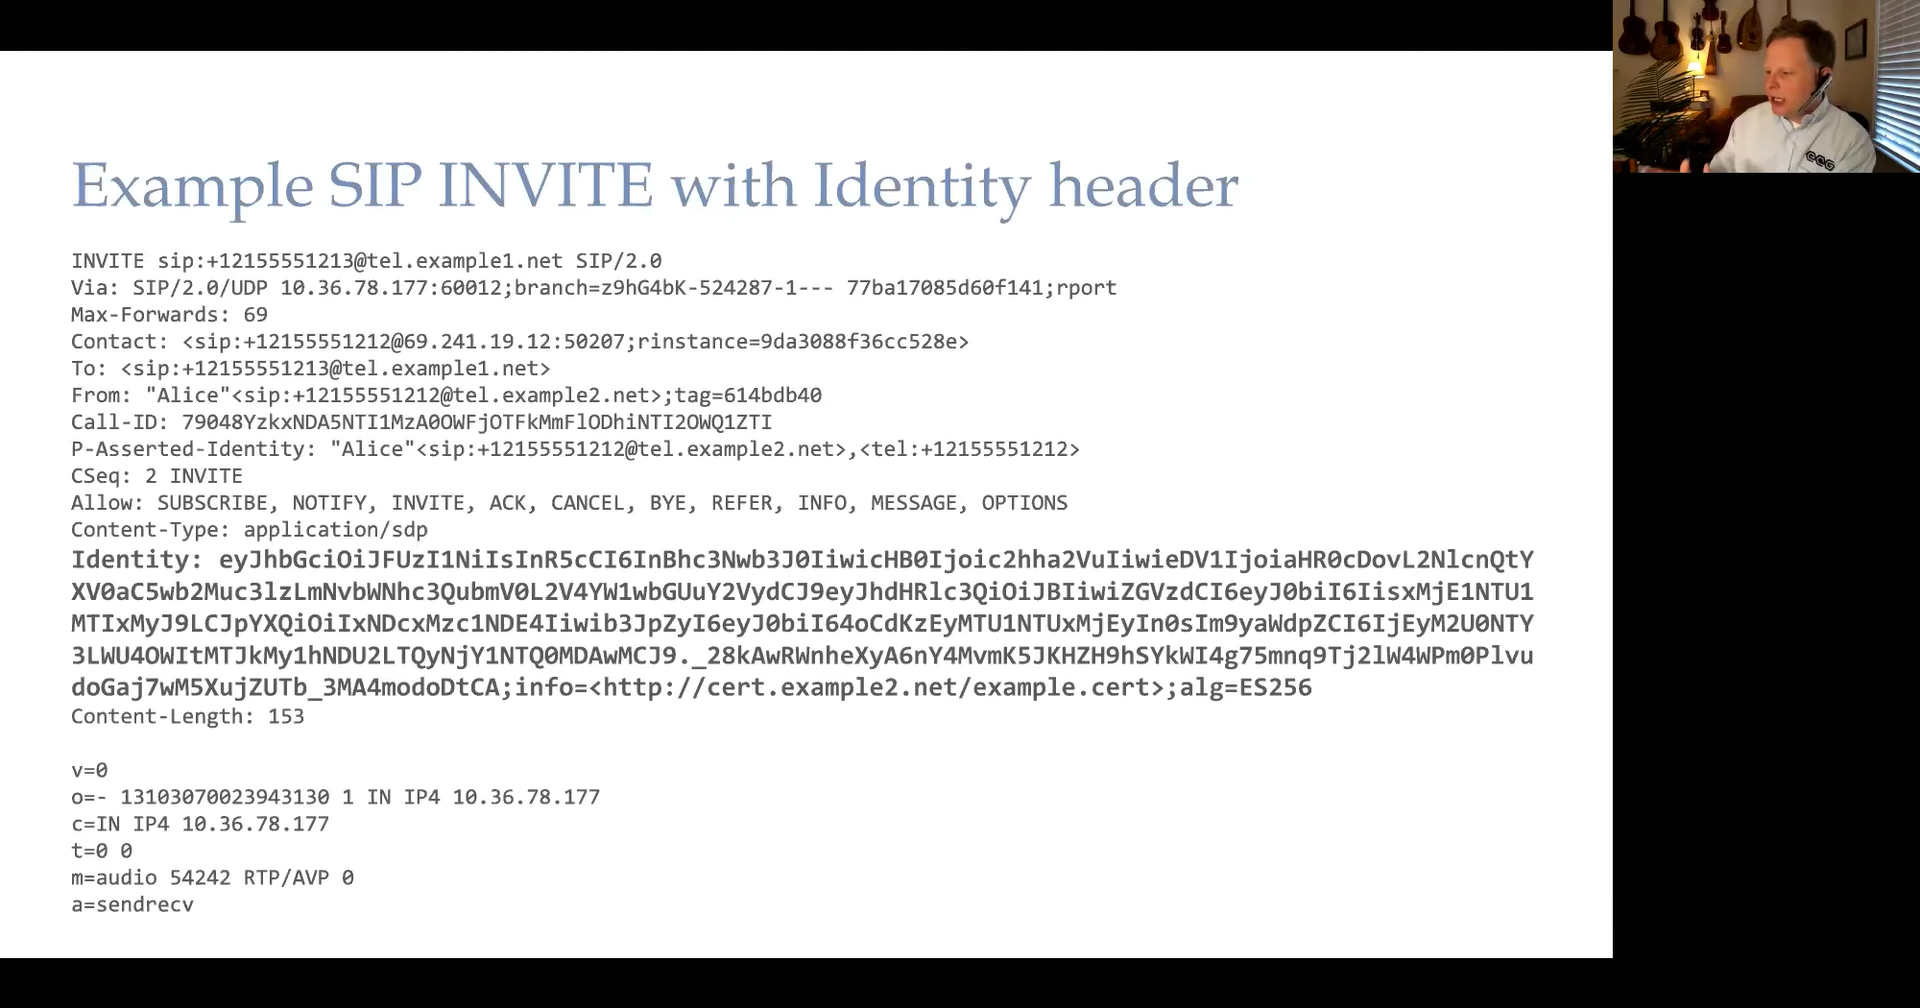 Example SIP INVITE with Identity header
INVITE sip:+12155551213@tel.example1.net SIP/2.0
Via: SIP/2.0/UDP 10.36.78.177:60012;branch=z9hG4bK-524287-1--- 77ba17085d60f141;rport
Max-Forwards: 69
Contact: <sip:+12155551212@69.241.19.12:50207;rinstance=9da3088f36cc528e>
To: <sip:+12155551213@tel.example1.net>
From: "Alice"<sip:+12155551212@tel.example2.net>;tag=614bdb40
Call-ID: 79048YzkxNDA5NTI1MzA0OWFjOTFkMmFlODhiNTI2OWQ1ZTI
P-Asserted-Identity: "Alice"<sip:+12155551212@tel.example2.net>,<tel:+12155551212>
CSeq: 2 INVITE
Allow: SUBSCRIBE, NOTIFY, INVITE, ACK, CANCEL, BYE, REFER, INFO, MESSAGE, OPTIONS
Content-Type: application/sdp
Identity: eyJhbGciOiJFUzI1NiIsInR5cCI6InBhc3Nwb3J0IiwicHB0Ijoic2hha2VuIiwieDV1IjoiaHR0cDovL2NlcnQtY
XV0aC5wb2Muc3lzLmNvbWNhc3QubmV0L2V4YW1wbGUuY2VydCJ9eyJhdHRlc3QiOiJBIiwiZGVzdCI6eyJ0biI6IisxMjE1NTU1
MTIxMyJ9LCJpYXQiOiIxNDcxMzc1NDE4Iiwib3JpZyI6eyJ0biI64oCdKzEyMTU1NTUxMjEyIn0sIm9yaWdpZCI6IjEyM2U0NTY
3LWU4OWItMTJkMy1hNDU2LTQyNjY1NTQ0MDAwMCJ9._28kAwRWnheXyA6nY4MvmK5JKHZH9hSYkWI4g75mnq9Tj2lW4WPm0Plvu
doGaj7wM5XujZUTb_3MA4modoDtCA;info=<http://cert.example2.net/example.cert>;alg=ES256
Content-Length: 153
v=0
o=- 13103070023943130 1 IN IP4 10.36.78.177
c=IN IP4 10.36.78.177
t=0 0
m=audio 54242 RTP/AVP 0
a=sendrecv